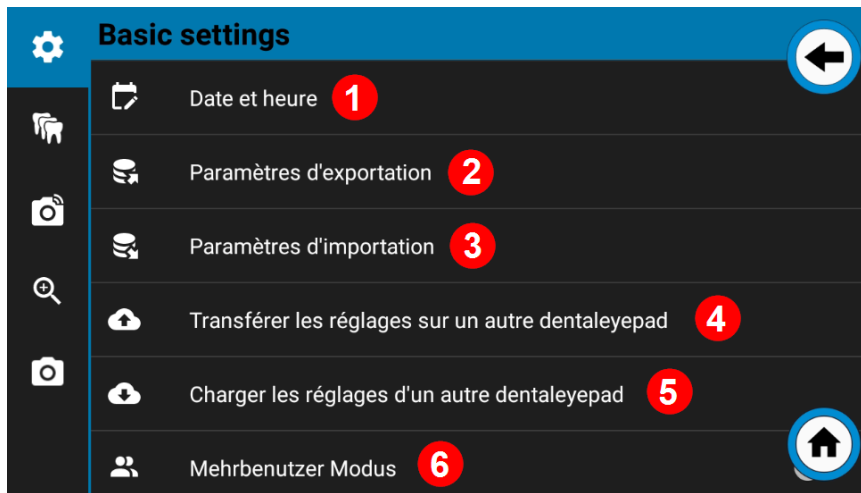 Basic settings
Date et heure 1
Paramètres d'exportation 2
Paramètres d'importation 3
Transférer les réglages sur un autre dentaleyepad 4
Charger les réglages d'un autre dentaleyepad 5
Mehrbenutzer Modus 6